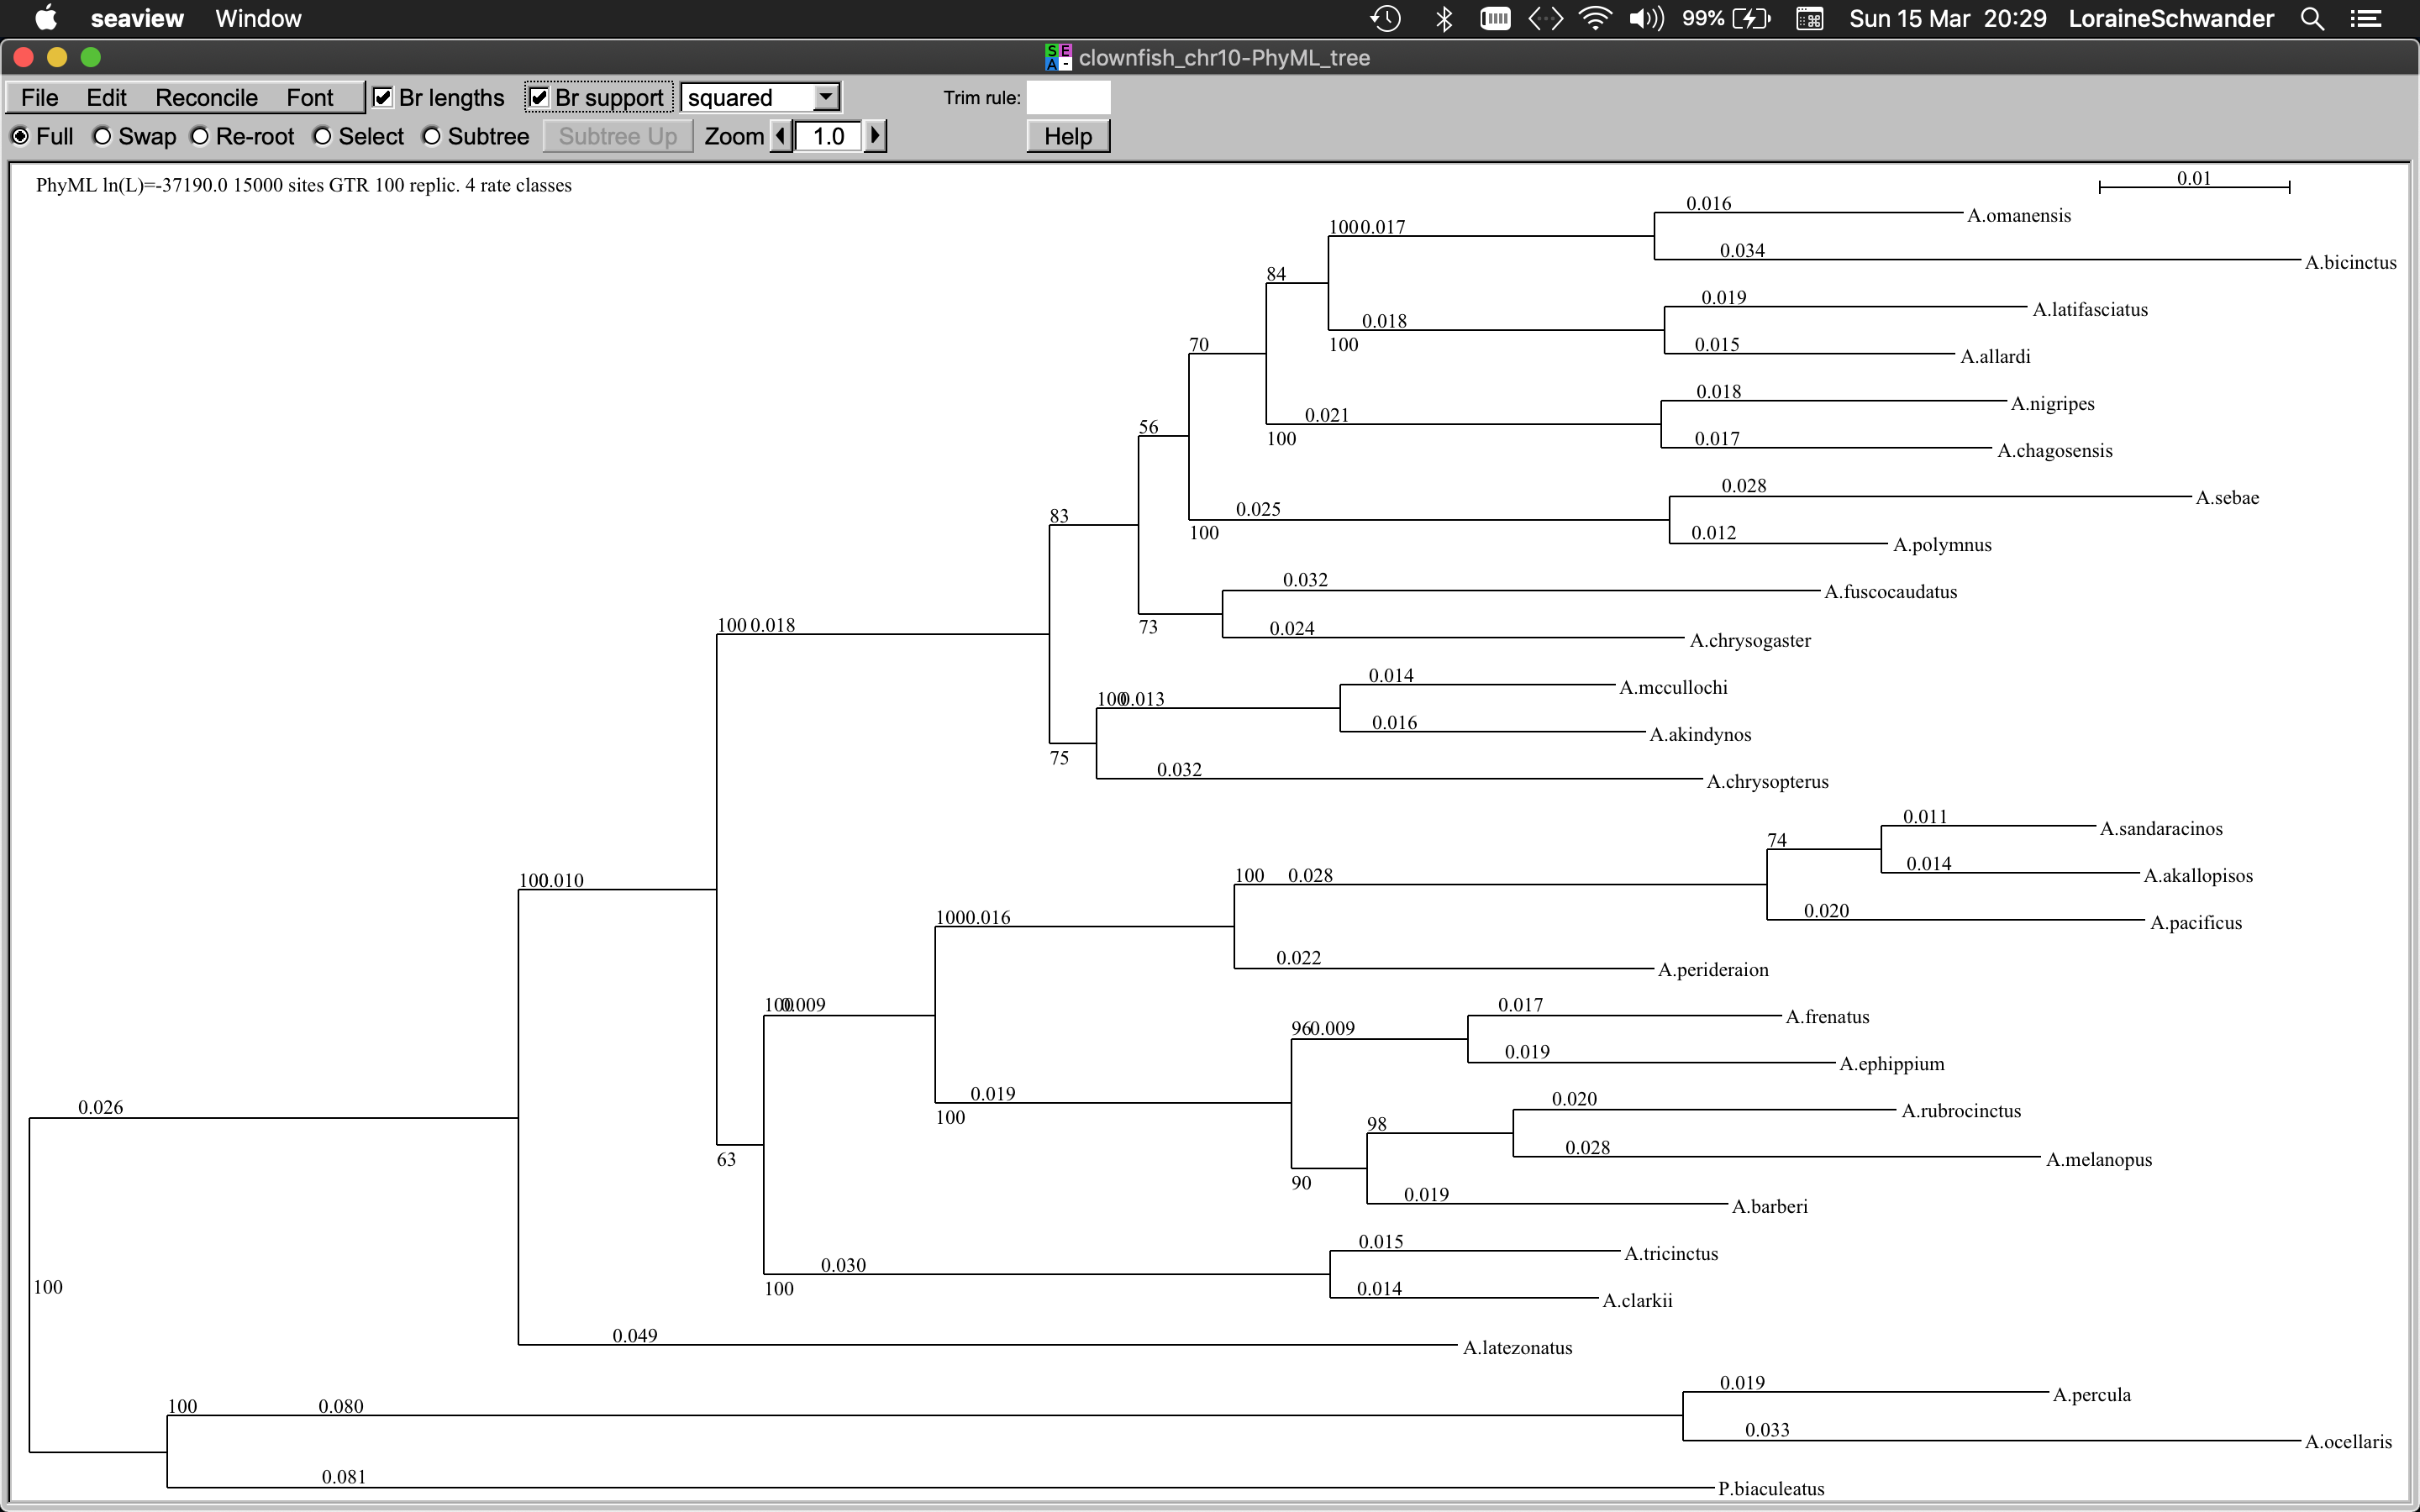 seaview Window 99% Sun 15 Mar 20:29 LoraineSchwander
clownfish_chr10-PhyML_tree
File Edit Reconcile Font Br lengths Br support squared Trim rule:
Full Swap Re-root Select Subtree Subtree Up Zoom 1.0 Help
PhyML ln(L)=-37190.0 15000 sites GTR 100 replic. 4 rate classes
0.01
0.016
A.omanensis
100 0.017
0.034
A.bicinctus
84
0.019
A.latifasciatus
0.018
100
0.015
A.allardi
70
0.018
A.nigripes
0.021
100
0.017
A.chagosensis
56
0.028
A.sebae
0.025
100
0.012
A.polymnus
83
0.032
A.fuscocaudatus
73
0.024
A.chrysogaster
100 0.018
0.014
A.mccullochi
100 0.013
0.016
A.akindynos
75
0.032
A.chrysopterus
0.011
A.sandaracinos
74
0.014
A.akallopisos
100 0.028
0.020
A.pacificus
100 0.010
100 0.016
0.022
A.perideraion
100 0.009
0.017
A.frenatus
96 0.009
0.019
A.ephippium
0.019
100
0.020
A.rubrocinctus
98
0.028
A.melanopus
90
0.019
A.barberi
0.026
63
0.015
A.tricinctus
0.030
100
0.014
A.clarkii
100
0.049
A.latezonatus
0.019
A.percula
100 0.080
0.033
A.ocellaris
0.081
P.biaculeatus